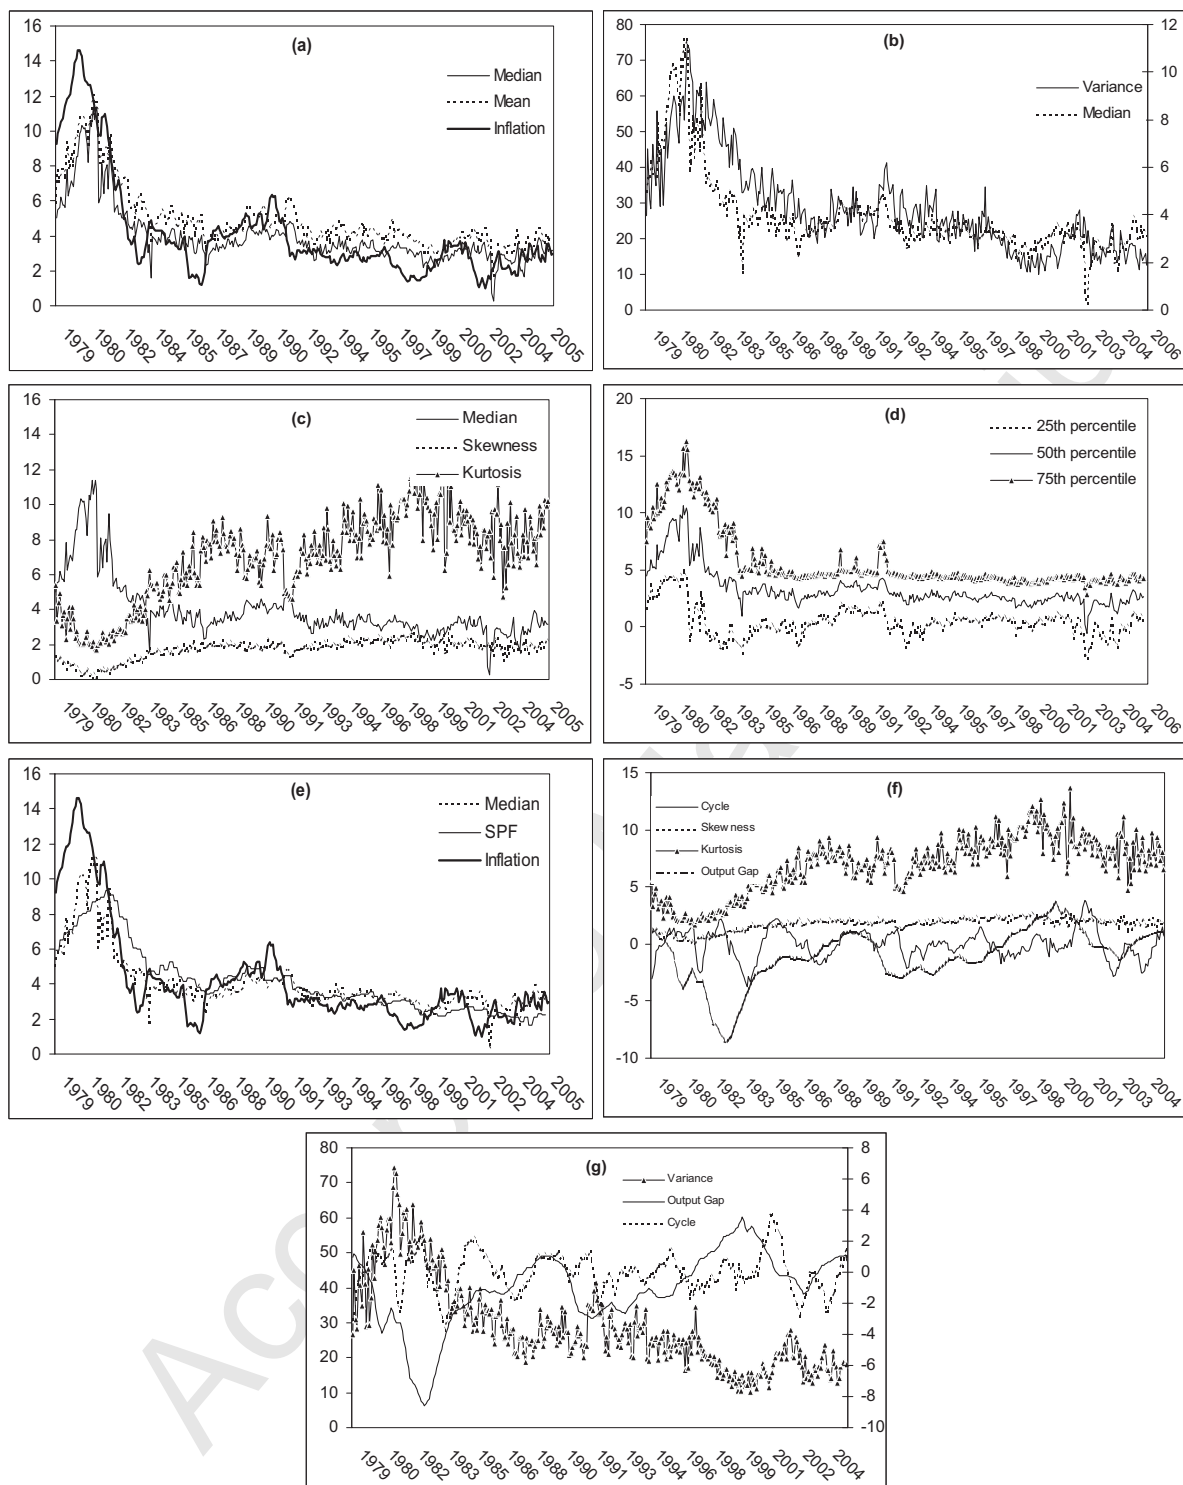 (a)
Median
Mean
Inflation
16
14
12
10
8
6
4
2
0
1979 1980 1982 1984 1985 1987 1989 1990 1992 1994 1995 1997 1999 2000 2002 2004 2005
(b)
Variance
Median
80
70
60
50
40
30
20
10
0
12
10
8
6
4
2
0
1979 1980 1982 1983 1985 1986 1988 1989 1991 1992 1994 1995 1997 1998 2000 2001 2003 2004 2006
(c)
Median
Skewness
Kurtosis
16
14
12
10
8
6
4
2
0
1979 1980 1982 1983 1985 1986 1988 1990 1991 1993 1994 1996 1998 1999 2001 2002 2004 2005
(d)
25th percentile
50th percentile
75th percentile
20
15
10
5
0
-5
1979 1980 1982 1983 1985 1986 1988 1989 1991 1992 1994 1995 1997 1998 2000 2001 2003 2004 2006
(e)
Median
SPF
Inflation
16
14
12
10
8
6
4
2
0
1979 1980 1982 1983 1985 1986 1988 1990 1991 1993 1994 1996 1998 1999 2001 2002 2004 2005
(f)
Cycle
Skewness
Kurtosis
Output Gap
15
10
5
0
-5
-10
1979 1980 1982 1983 1985 1986 1988 1989 1991 1992 1994 1995 1997 1998 2000 2001 2003 2004
(g)
Variance
Output Gap
Cycle
80
70
60
50
40
30
20
10
0
8
6
4
2
0
-2
-4
-6
-8
-10
1979 1980 1982 1983 1985 1986 1988 1990 1991 1993 1994 1996 1997 1999 2001 2002 2004